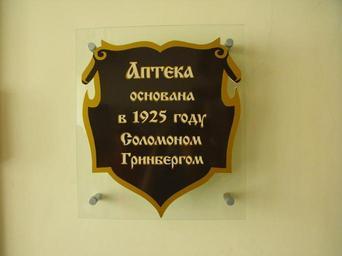 Аптека
основана
в 1925 году
Соломоном
Гринбергом